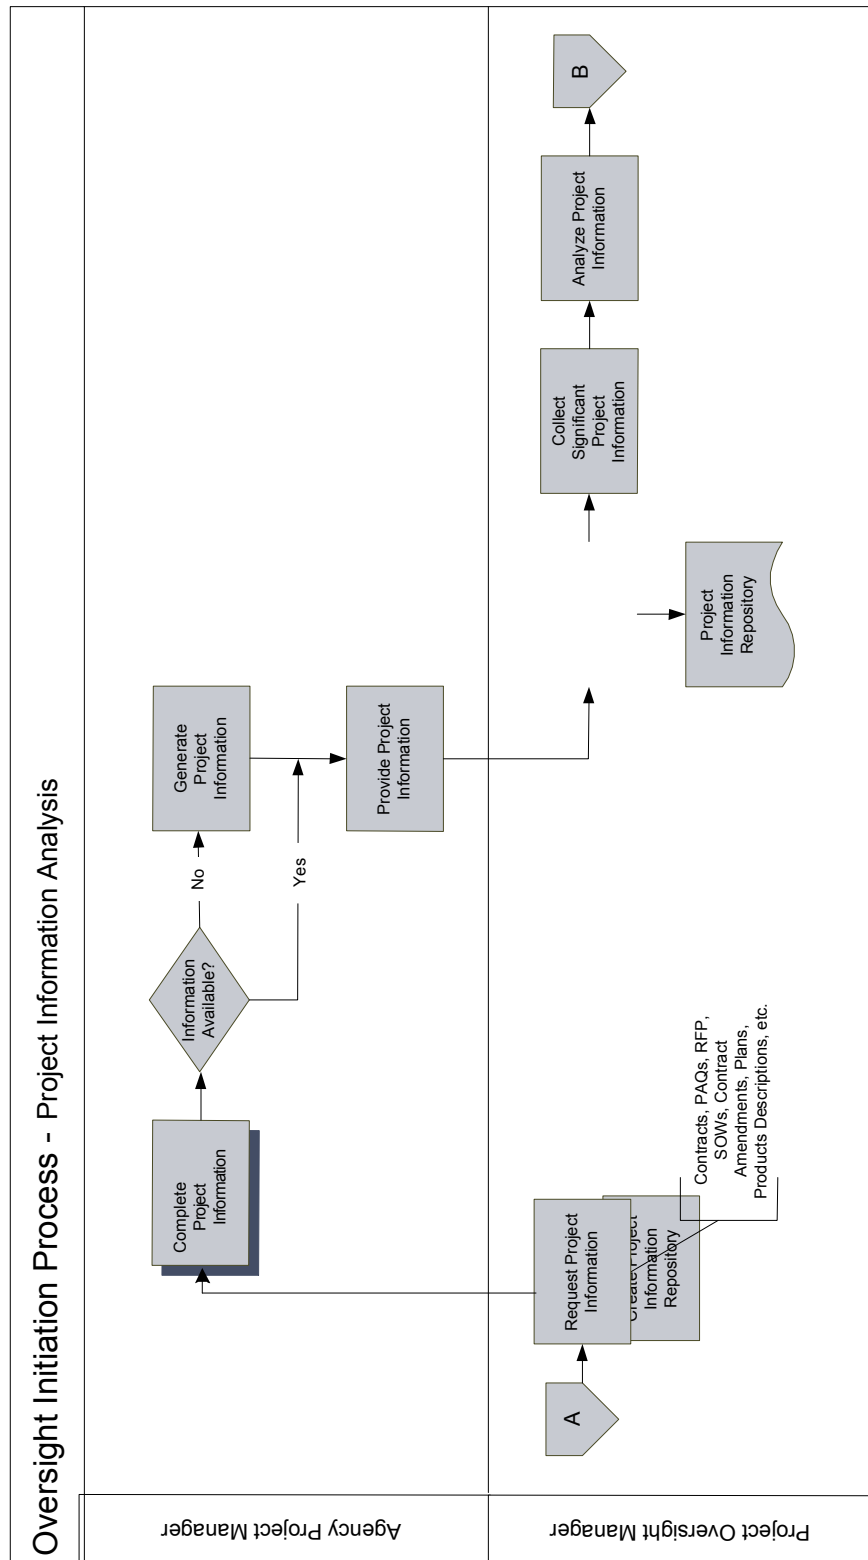 Oversight Initiation Process - Project Information Analysis
Agency Project Manager
Complete
Project
Information
Information
Available?
No
Yes
Generate
Project
Information
Provide Project
Information
Project Oversight Manager
A
Request Project
Information
Create Project
Information
Repository
Contracts, PAQs, RFP,
SOWs, Contract
Amendments, Plans,
Products Descriptions, etc.
Project
Information
Repository
Collect
Significant
Project
Information
Analyze Project
Information
B